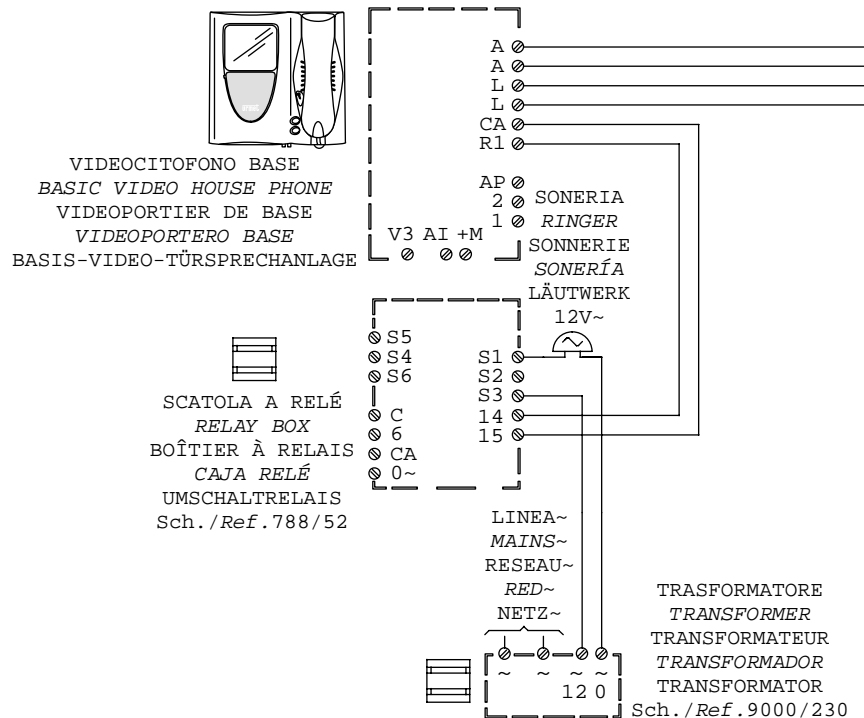 A
A
L
L
CA
R1
AP
2
1
V3 AI +M
VIDEOCITOFONO BASE
BASIC VIDEO HOUSE PHONE
VIDEOPORTIER DE BASE
VIDEOPORTERO BASE
BASIS-VIDEO-TÜRSPRECHANLAGE
SONERIA
RINGER
SONNERIE
SONERÍA
LÄUTWERK
12V~
S5
S4
S6
C
6
CA
0~
S1
S2
S3
14
15
SCATOLA A RELÉ
RELAY BOX
BOÎTIER À RELAIS
CAJA RELÉ
UMSCHALTRELAIS
Sch./Ref.788/52
LINEA~
MAINS~
RESEAU~
RED~
NETZ~
~ ~ ~ ~
12 0
TRASFORMATORE
TRANSFORMER
TRANSFORMATEUR
TRANSFORMADOR
TRANSFORMATOR
Sch./Ref.9000/230